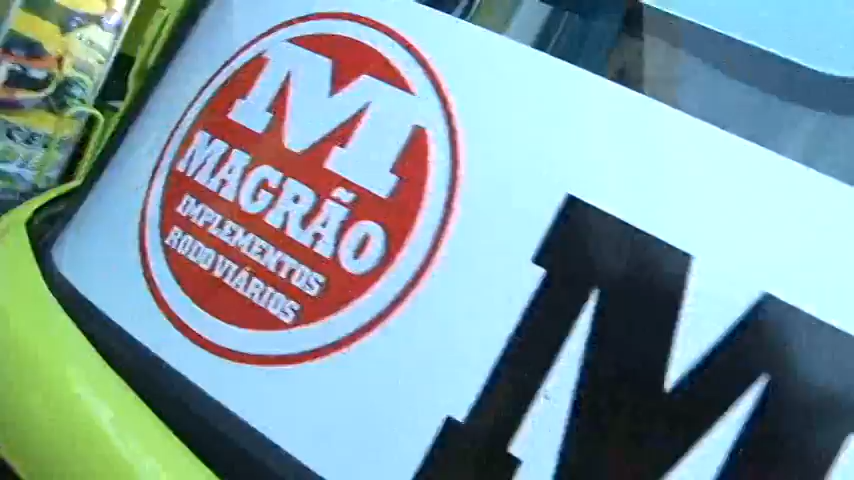 M
MAGRÃO
IMPLEMENTOS
RODOVIÁRIOS
M